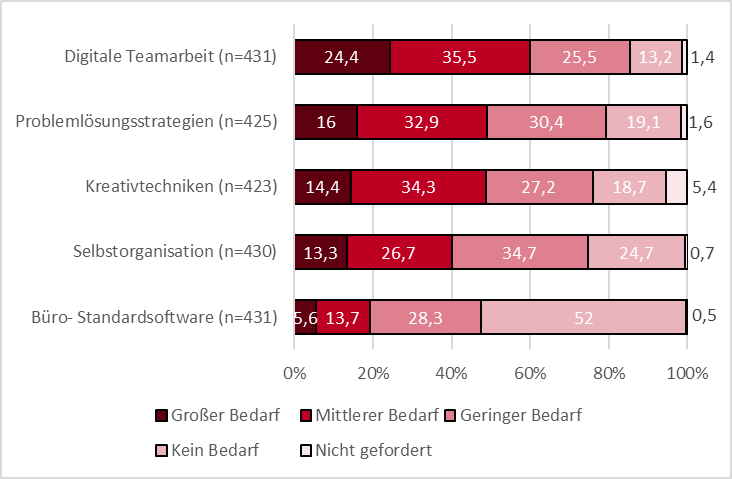 Digitale Teamarbeit (n=431) 24,4 35,5 25,5 13,2 1,4
Problemlösungsstrategien (n=425) 16 32,9 30,4 19,1 1,6
Kreativtechniken (n=423) 14,4 34,3 27,2 18,7 5,4
Selbstorganisation (n=430) 13,3 26,7 34,7 24,7 0,7
Büro- Standardsoftware (n=431) 5,6 13,7 28,3 52 0,5
0% 20% 40% 60% 80% 100%
Großer Bedarf Mittlerer Bedarf Geringer Bedarf
Kein Bedarf Nicht gefordert